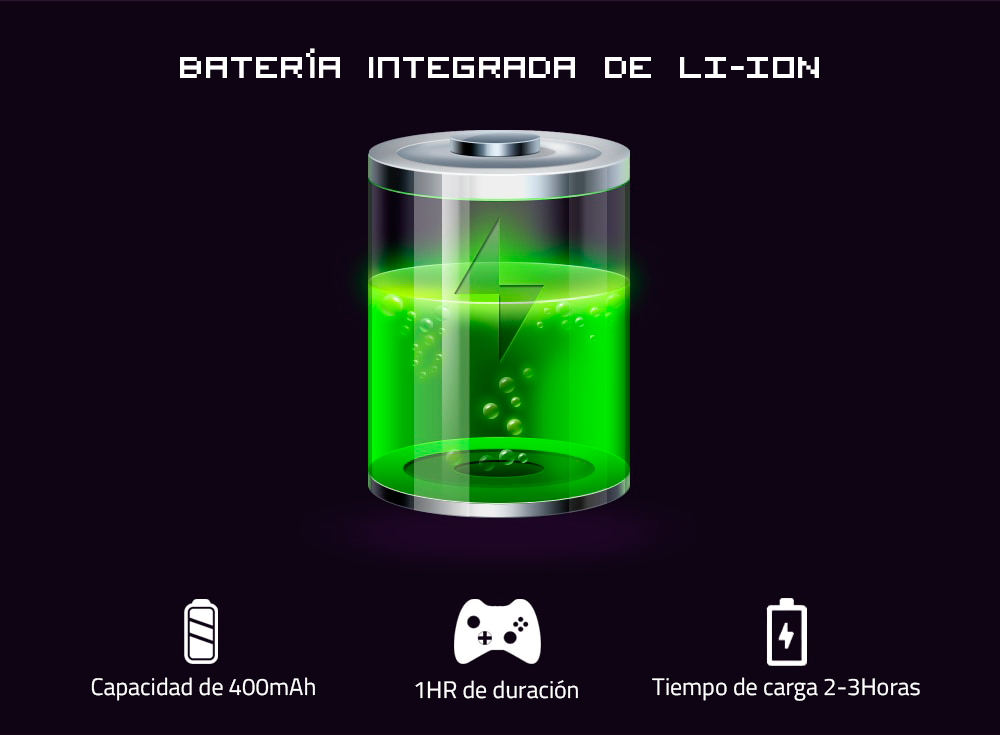 BATERÍA INTEGRADA DE LI-ION
Capacidad de 400mAh
1HR de duración
Tiempo de carga 2-3Horas